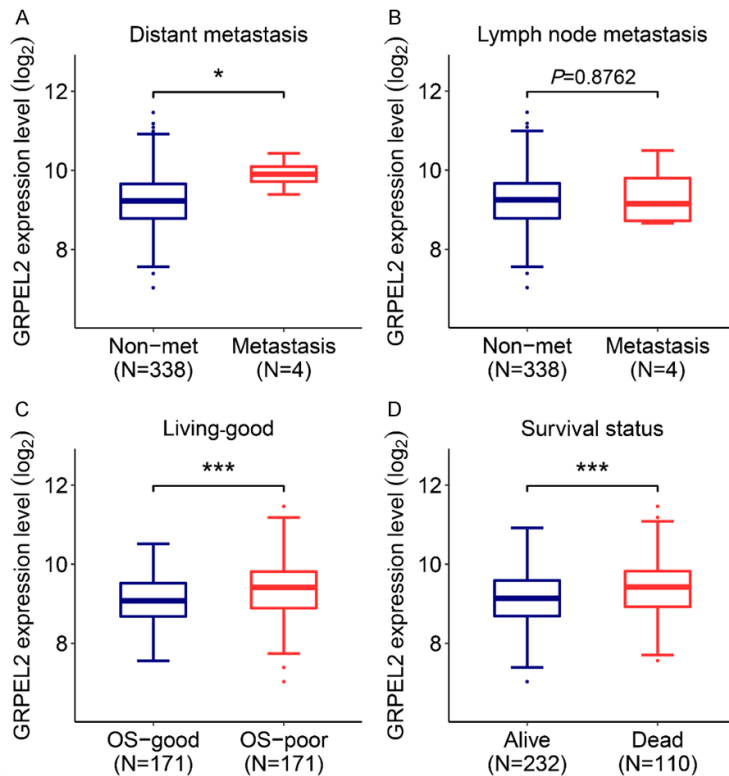 A
Distant metastasis
GRPEL2 expression level (log₂)
12
10
8
*
Non−met
(N=338)
Metastasis
(N=4)
B
Lymph node metastasis
GRPEL2 expression level (log₂)
12
10
8
P=0.8762
Non−met
(N=338)
Metastasis
(N=4)
C
Living-good
GRPEL2 expression level (log₂)
12
10
8
***
OS−good
(N=171)
OS−poor
(N=171)
D
Survival status
GRPEL2 expression level (log₂)
12
10
8
***
Alive
(N=232)
Dead
(N=110)